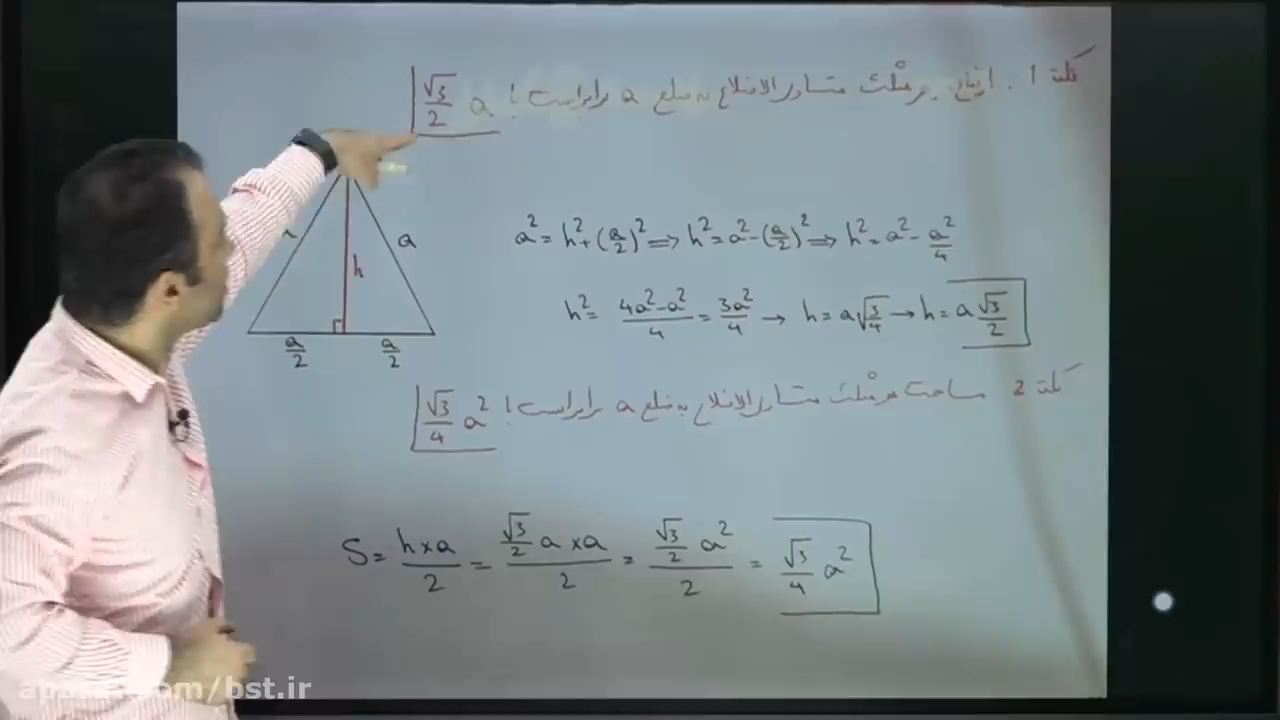 نکته 1. ارتفاع هر مثلث متساوی الاضلاع به ضلع a برابر است! √3/2 a
a² = h² + (a/2)² ⟹ h² = a² - (a/2)² ⟹ h² = a² - a²/4
a
h
h² = (4a² - a²)/4 = 3a²/4 → h = a√(3/4) → h = a √3/2
a/2 a/2
نکته 2 مساحت هر مثلث متساوی الاضلاع به ضلع a برابر است! √3/4 a²
S = (h×a)/2 = (√3/2 a × a)/2 = (√3/2 a²)/2 = √3/4 a²
com/bst.ir